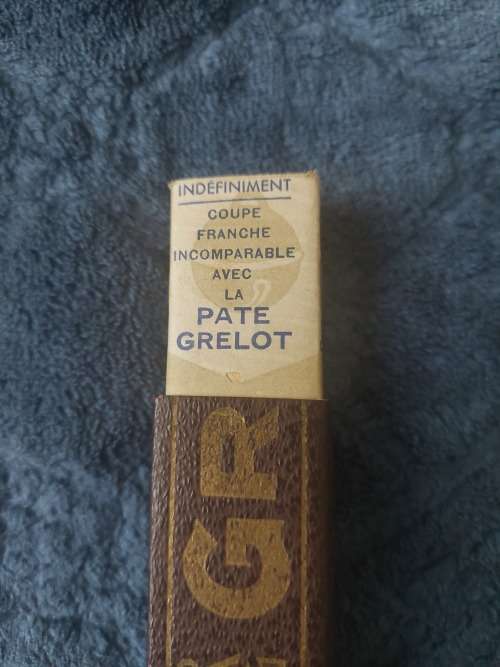 INDÉFINIMENT
COUPE
FRANCHE
INCOMPARABLE
AVEC
LA
PATE
GRELOT
GR